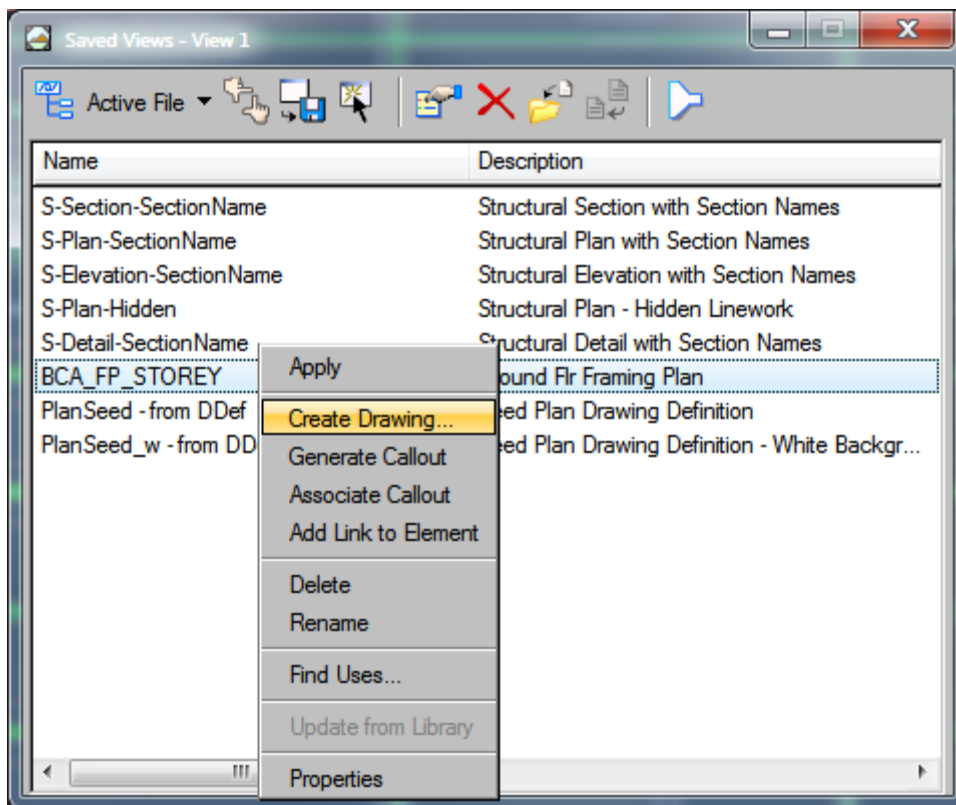 Saved Views - View 1
Active File
Name Description
S-Section-SectionName Structural Section with Section Names
S-Plan-SectionName Structural Plan with Section Names
S-Elevation-SectionName Structural Elevation with Section Names
S-Plan-Hidden Structural Plan - Hidden Linework
S-Detail-SectionName Structural Detail with Section Names
BCA_FP_STOREY ound Flr Framing Plan
PlanSeed - from DDef eed Plan Drawing Definition
PlanSeed_w - from DD eed Plan Drawing Definition - White Backgr...
Apply
Create Drawing...
Generate Callout
Associate Callout
Add Link to Element
Delete
Rename
Find Uses...
Update from Library
Properties